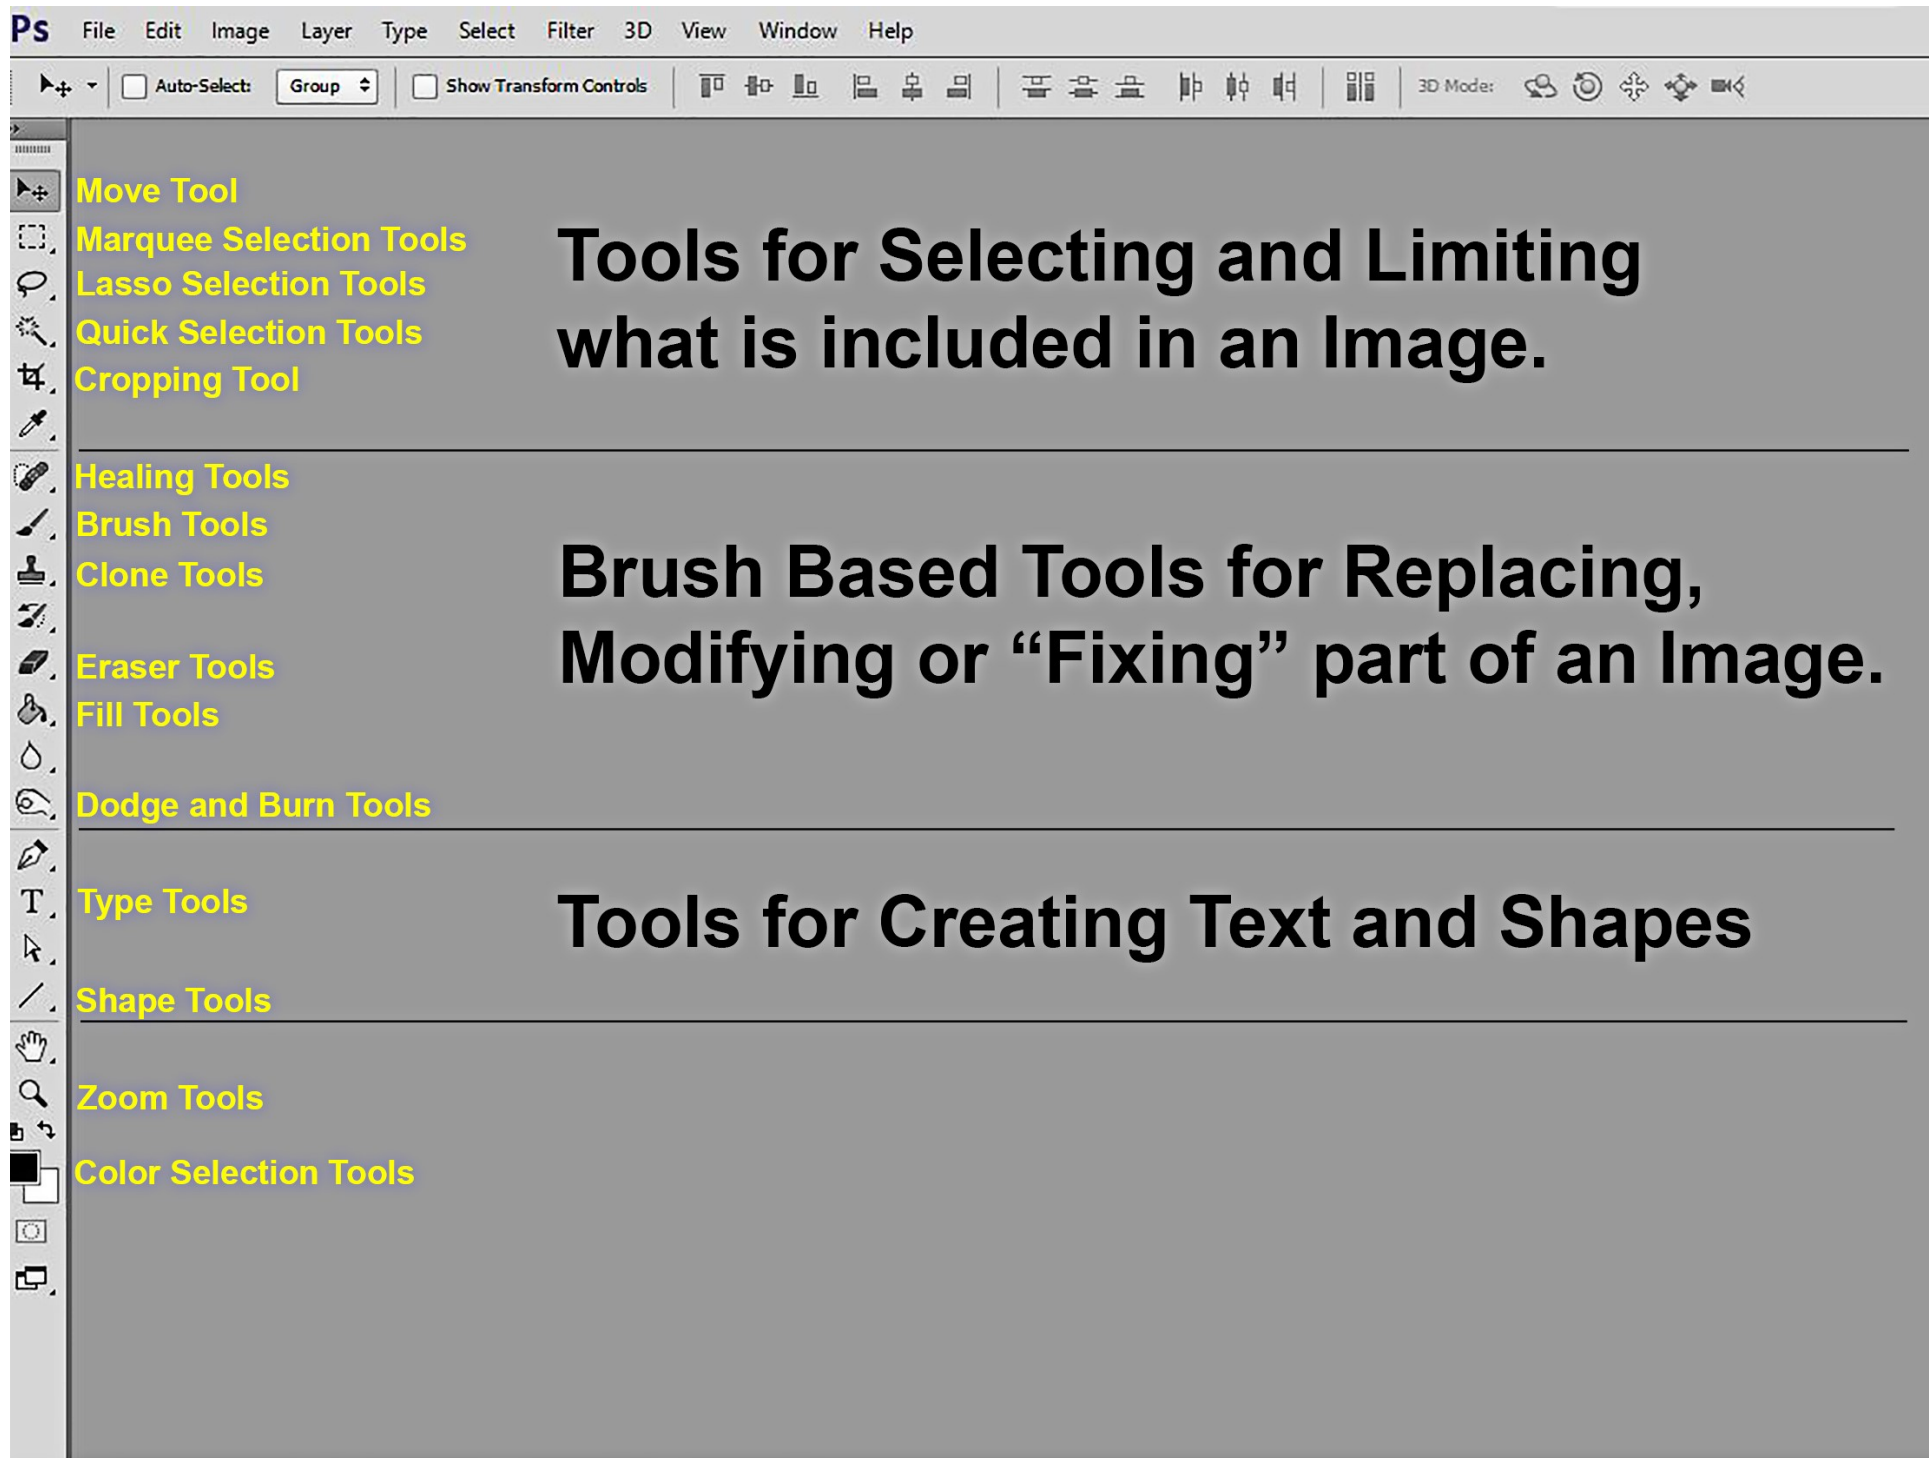 Ps File Edit Image Layer Type Select Filter 3D View Window Help
Auto-Select: Group Show Transform Controls 3D Mode:
Move Tool
Marquee Selection Tools
Lasso Selection Tools
Quick Selection Tools
Cropping Tool
Tools for Selecting and Limiting
what is included in an Image.
Healing Tools
Brush Tools
Clone Tools
Eraser Tools
Fill Tools
Dodge and Burn Tools
Brush Based Tools for Replacing,
Modifying or “Fixing” part of an Image.
T
Type Tools
Shape Tools
Tools for Creating Text and Shapes
Zoom Tools
Color Selection Tools